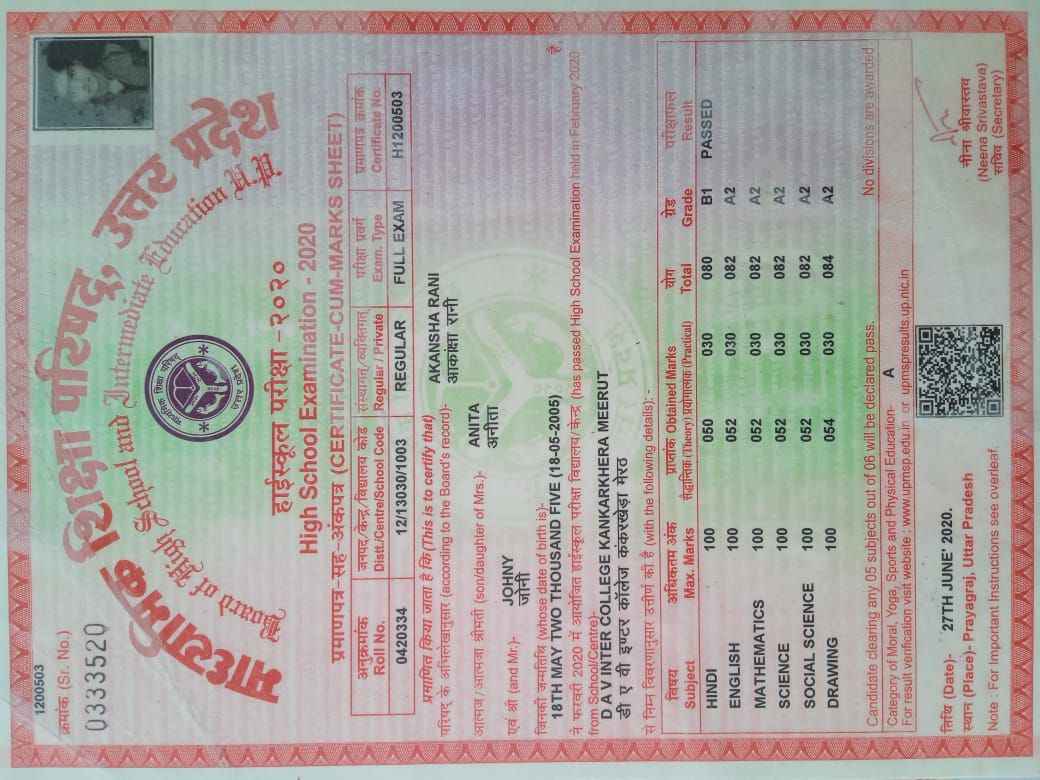 1200503
क्रमांक (Sr. No.)
0333520
माध्यमिक शिक्षा परिषद, उत्तर प्रदेश
Board of High School and Intermediate Education U.P.
माध्यमिक शिक्षा परिषद्
उत्तर प्रदेश
हाईस्कूल परीक्षा -२०२०
High School Examination - 2020
प्रमाणपत्र-सह-अंकपत्र (CERTIFICATE-CUM-MARKS SHEET)
अनुक्रमांक जनपद/केन्द्र/विद्यालय कोड संस्थागत/व्यक्तिगत परीक्षा प्रवर्ग प्रमाणपत्र क्रमांक
Roll No. Distt./Centre/School Code Regular / Private Exam. Type Certificate No.
0420334 12/13030/1003 REGULAR FULL EXAM H1200503
प्रमाणित किया जाता है कि (This is to certify that)
परिषद् के अभिलेखानुसार (according to the Board's record)- AKANSHA RANI
आकांक्षा रानी
आत्मज / आत्मजा श्रीमती (son/daughter of Mrs.)- ANITA
अनीता
एवं श्री (and Mr.)- JOHNY
जोनी
जिनकी जन्मतिथि (whose date of birth is)-
18TH MAY TWO THOUSAND FIVE (18-05-2005) है,
ने फरवरी 2020 में आयोजित हाईस्कूल परीक्षा विद्यालय/केन्द्र (has passed High School Examination held in February 2020
from School/Centre)-
D A V INTER COLLEGE KANKARKHERA MEERUT
डी ए वी इण्टर कॉलेज कंकरखेड़ा मेरठ
से निम्न विवरणानुसार उत्तीर्ण की है (with the following details):-
विषय अधिकतम अंक प्राप्तांक Obtained Marks योग ग्रेड परीक्षाफल
Subject Max. Marks सैद्धान्तिक (Theory) प्रयोगात्मक (Practical) Total Grade Result
HINDI 100 050 030 080 B1 PASSED
ENGLISH 100 052 030 082 A2
MATHEMATICS 100 052 030 082 A2
SCIENCE 100 052 030 082 A2
SOCIAL SCIENCE 100 052 030 082 A2
DRAWING 100 054 030 084 A2
Candidate clearing any 05 subjects out of 06 will be declared pass. No divisions are awarded
Category of Moral, Yoga, Sports and Physical Education- A
For result verification visit website : www.upmsp.edu.in or upmspresults.up.nic.in
तिथि (Date)- 27TH JUNE' 2020.
स्थान (Place)- Prayagraj, Uttar Pradesh
Note : For Important Instructions see overleaf.
नीना श्रीवास्तव
(Neena Srivastava)
सचिव (Secretary)